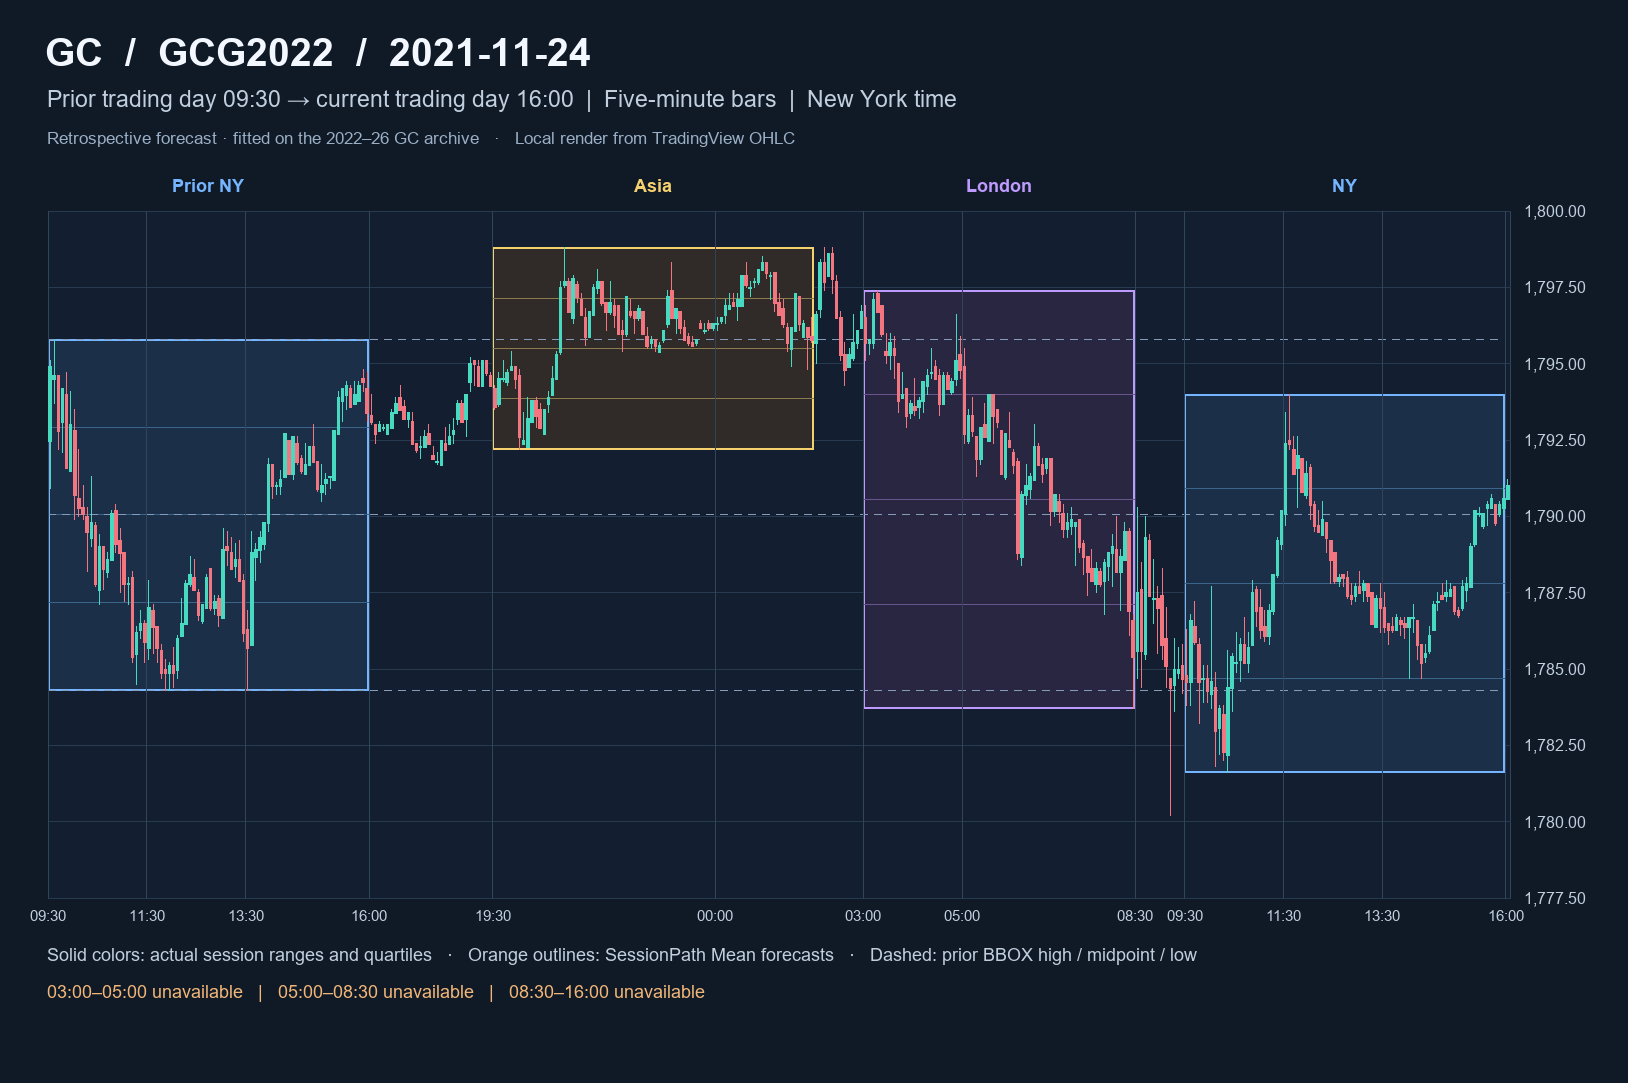 GC / GCG2022 / 2021-11-24
Prior trading day 09:30 → current trading day 16:00 | Five-minute bars | New York time
Retrospective forecast · fitted on the 2022–26 GC archive · Local render from TradingView OHLC
Prior NY Asia London NY
1,800.00
1,797.50
1,795.00
1,792.50
1,790.00
1,787.50
1,785.00
1,782.50
1,780.00
1,777.50
09:30 11:30 13:30 16:00 19:30 00:00 03:00 05:00 08:30 09:30 11:30 13:30 16:00
Solid colors: actual session ranges and quartiles · Orange outlines: SessionPath Mean forecasts · Dashed: prior BBOX high / midpoint / low
03:00–05:00 unavailable | 05:00–08:30 unavailable | 08:30–16:00 unavailable